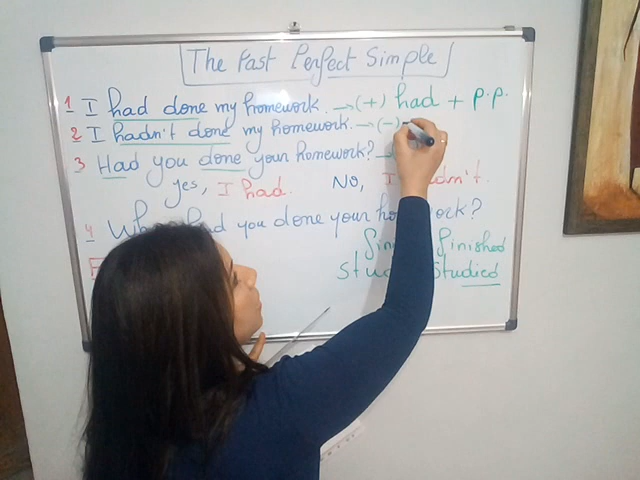 The Past Perfect Simple
1 I had done my homework. → (+) had + p.p.
2 I hadn't done my homework. → (-)
3 Had you done your homework? →
yes, I had. No, I
4 had you done your
finished
studied